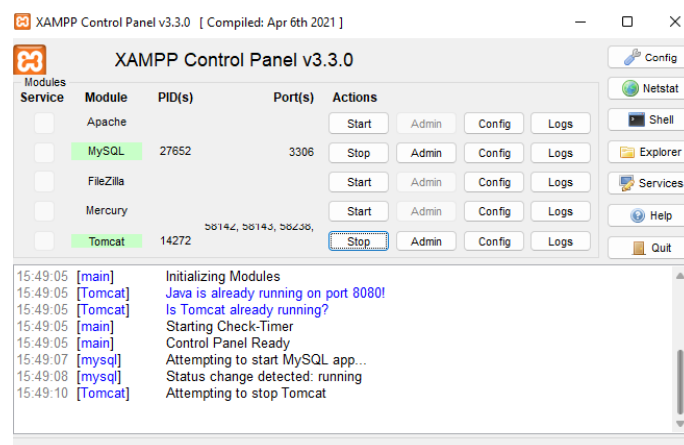 XAMPP Control Panel v3.3.0 [ Compiled: Apr 6th 2021 ]
XAMPP Control Panel v3.3.0
Config
Modules
Service Module PID(s) Port(s) Actions
Netstat
Apache Start Admin Config Logs
Shell
MySQL 27652 3306 Stop Admin Config Logs
Explorer
FileZilla Start Admin Config Logs
Services
Mercury Start Admin Config Logs
Help
58142, 58143, 58238,
Tomcat 14272 Stop Admin Config Logs
Quit
15:49:05 [main] Initializing Modules
15:49:05 [Tomcat] Java is already running on port 8080!
15:49:05 [Tomcat] Is Tomcat already running?
15:49:05 [main] Starting Check-Timer
15:49:05 [main] Control Panel Ready
15:49:07 [mysql] Attempting to start MySQL app...
15:49:08 [mysql] Status change detected: running
15:49:10 [Tomcat] Attempting to stop Tomcat